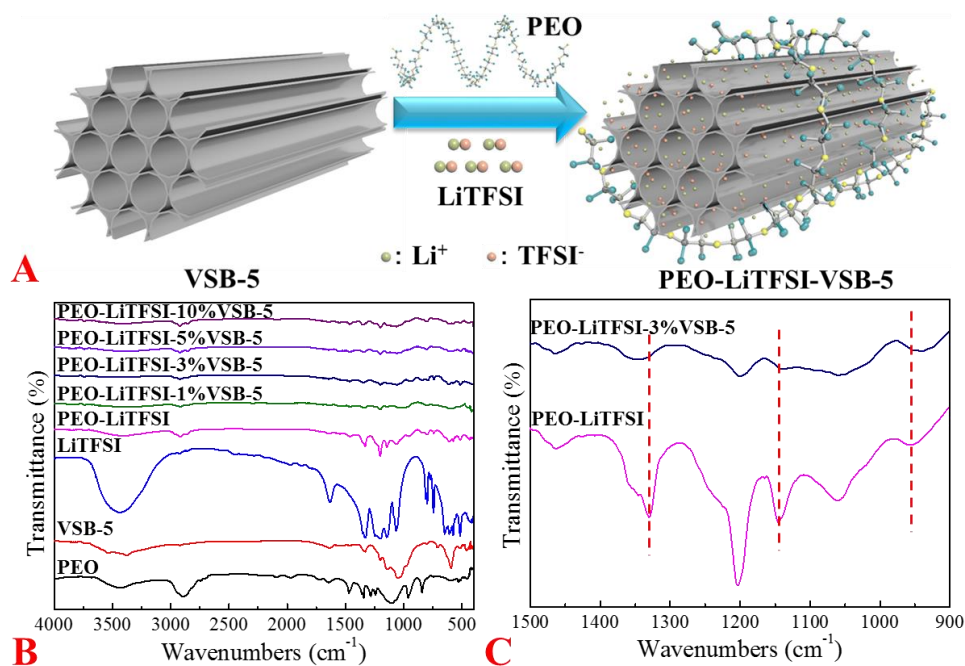 PEO
LiTFSI
: Li⁺ : TFSI⁻
A
VSB-5
PEO-LiTFSI-VSB-5
PEO-LiTFSI-10%VSB-5
PEO-LiTFSI-5%VSB-5
PEO-LiTFSI-3%VSB-5
PEO-LiTFSI-1%VSB-5
PEO-LiTFSI
LiTFSI
VSB-5
PEO
Transmittance (%)
4000 3500 3000 2500 2000 1500 1000 500
Wavenumbers (cm⁻¹)
B
PEO-LiTFSI-3%VSB-5
PEO-LiTFSI
Transmittance (%)
1500 1400 1300 1200 1100 1000 900
Wavenumbers (cm⁻¹)
C